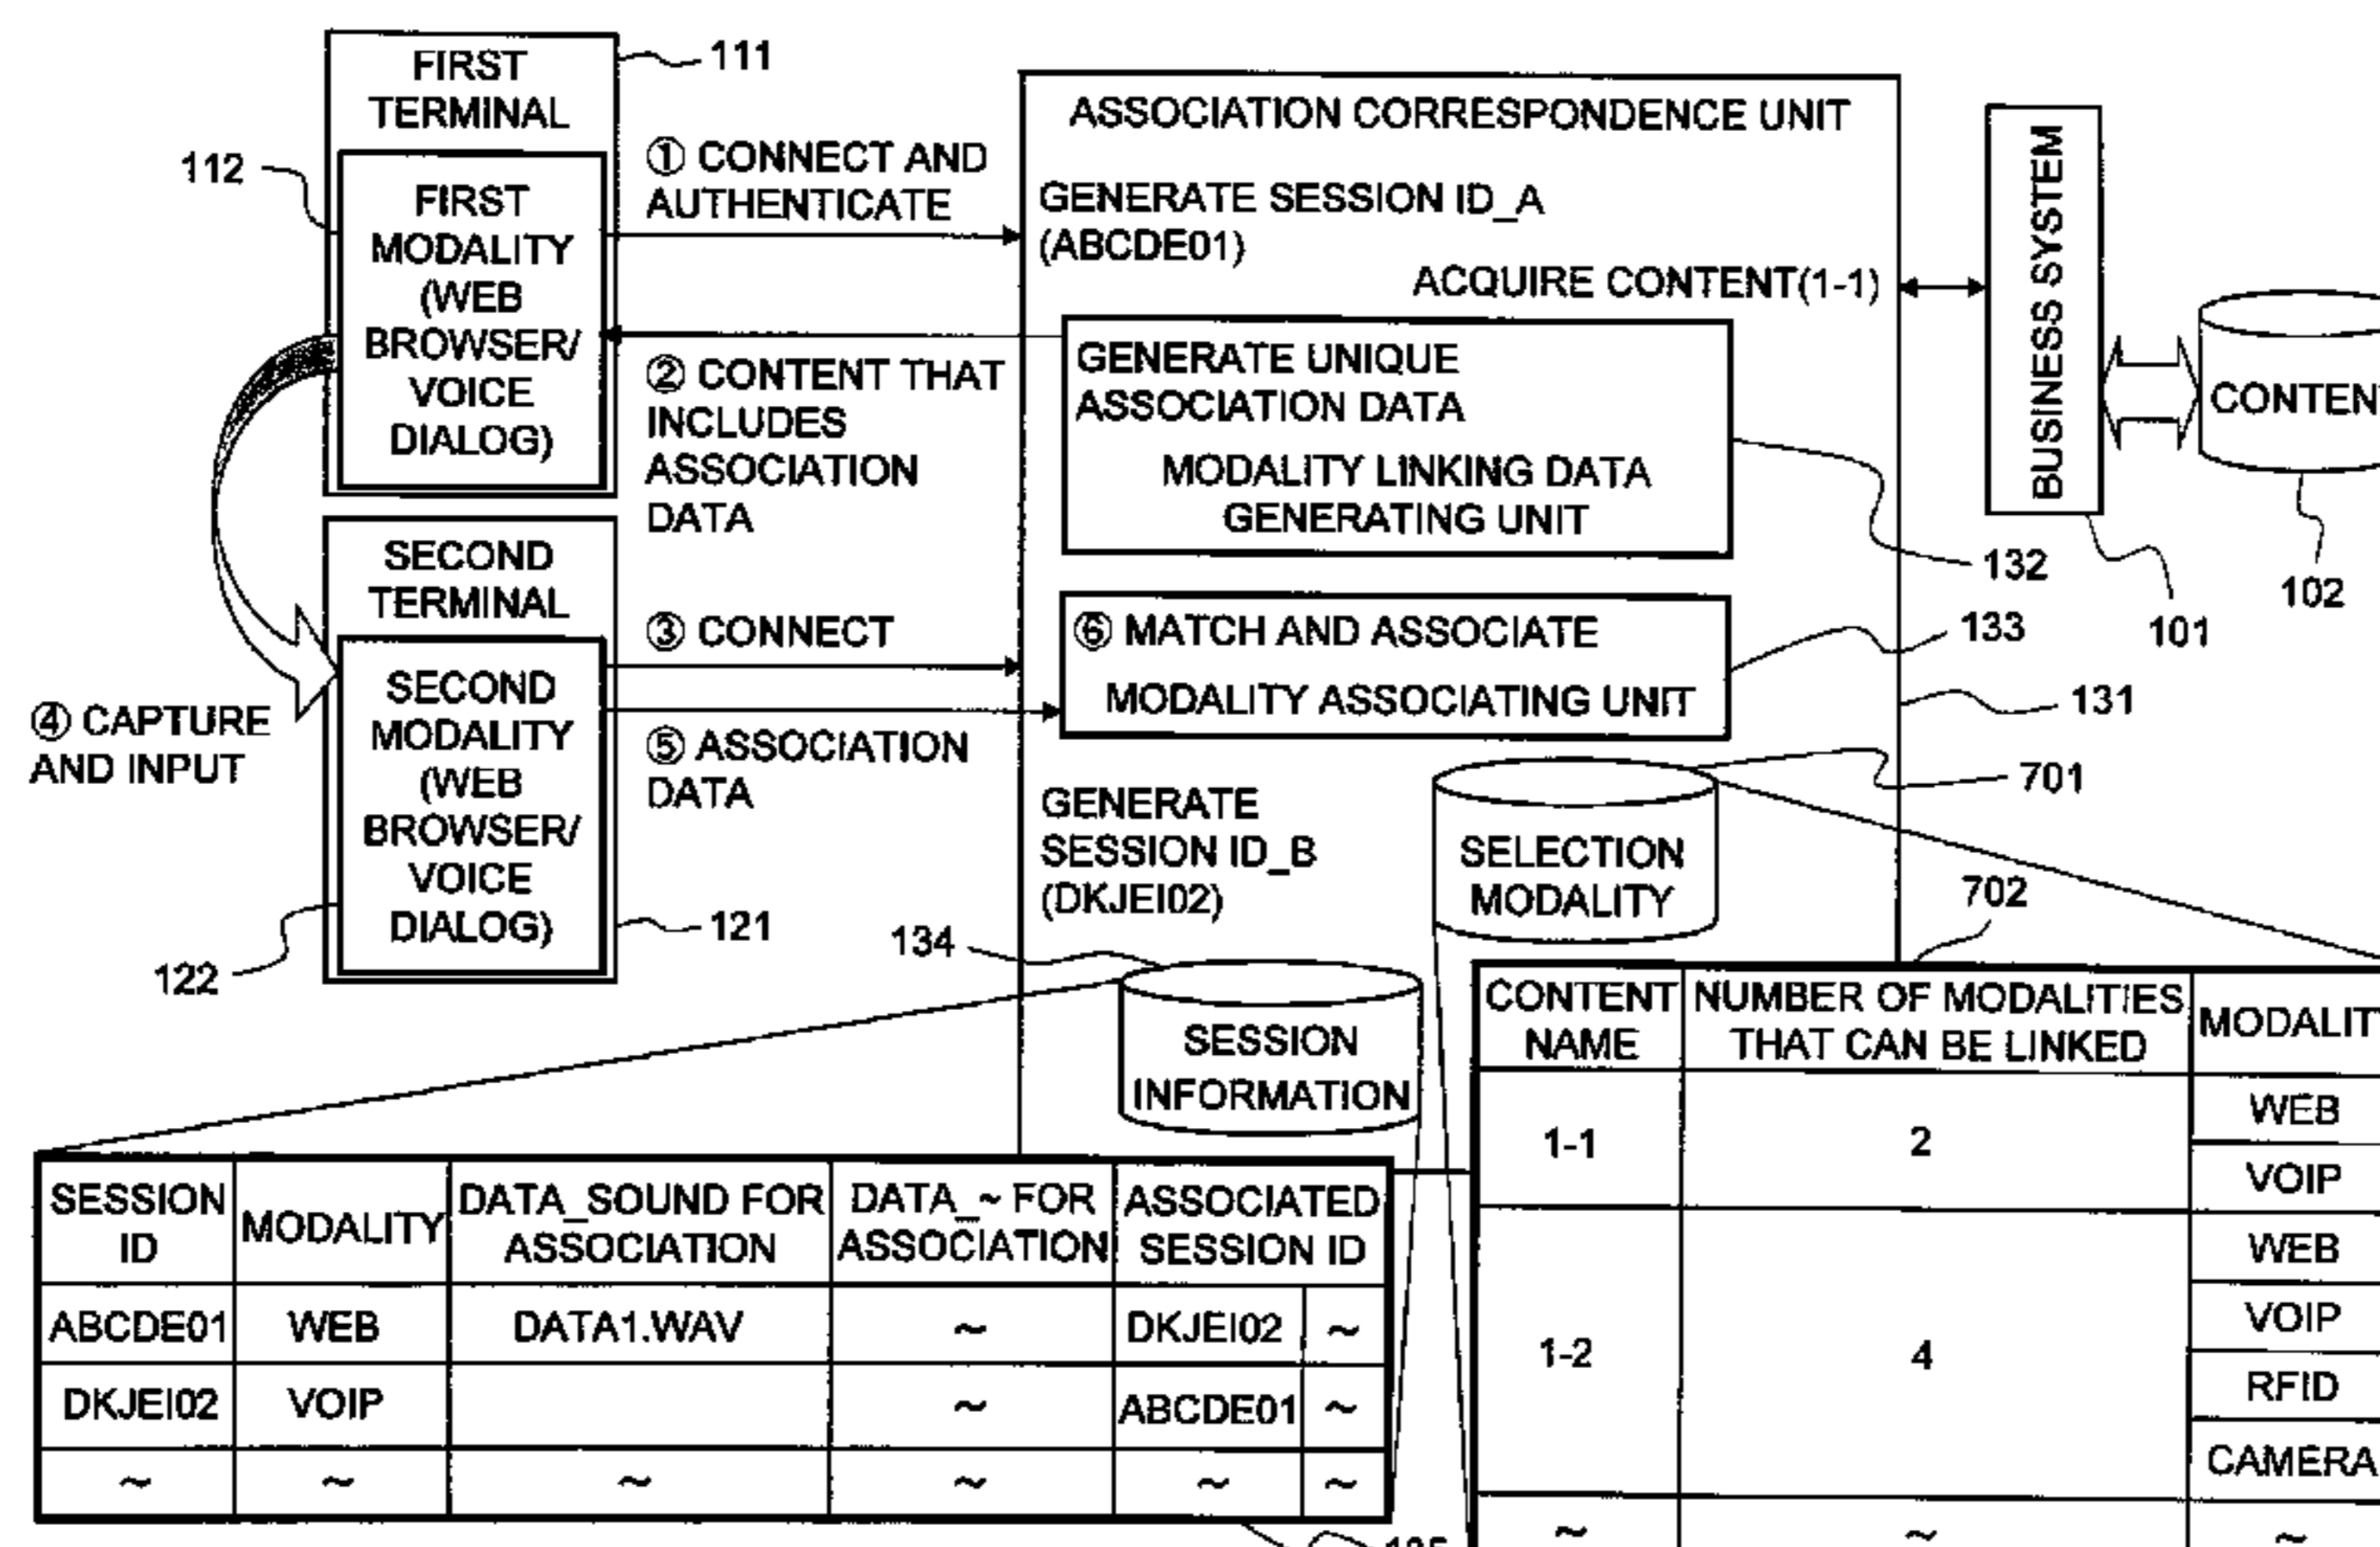 FIRST
TERMINAL
111
112
FIRST
MODALITY
(WEB
BROWSER/
VOICE
DIALOG)
① CONNECT AND
AUTHENTICATE
② CONTENT THAT
INCLUDES
ASSOCIATION
DATA
SECOND
TERMINAL
SECOND
MODALITY
(WEB
BROWSER/
VOICE
DIALOG)
③ CONNECT
④ CAPTURE
AND INPUT
⑤ ASSOCIATION
DATA
121
122
ASSOCIATION CORRESPONDENCE UNIT
GENERATE SESSION ID_A
(ABCDE01)
ACQUIRE CONTENT(1-1)
GENERATE UNIQUE
ASSOCIATION DATA
MODALITY LINKING DATA
GENERATING UNIT
⑥ MATCH AND ASSOCIATE
MODALITY ASSOCIATING UNIT
GENERATE
SESSION ID_B
(DKJEI02)
SELECTION
MODALITY
SESSION
INFORMATION
BUSINESS SYSTEM
CONTENT
132
133
131
101
102
701
702
134
SESSION
ID
MODALITY
DATA_SOUND FOR
ASSOCIATION
DATA_~ FOR
ASSOCIATION
ASSOCIATED
SESSION ID
ABCDE01 WEB DATA1.WAV ~ DKJEI02 ~
DKJEI02 VOIP ~ ABCDE01 ~
~ ~ ~ ~ ~ ~
CONTENT
NAME
NUMBER OF MODALITIES
THAT CAN BE LINKED
MODALITY
1-1 2
WEB
VOIP
1-2 4
WEB
VOIP
RFID
CAMERA
~ ~ ~